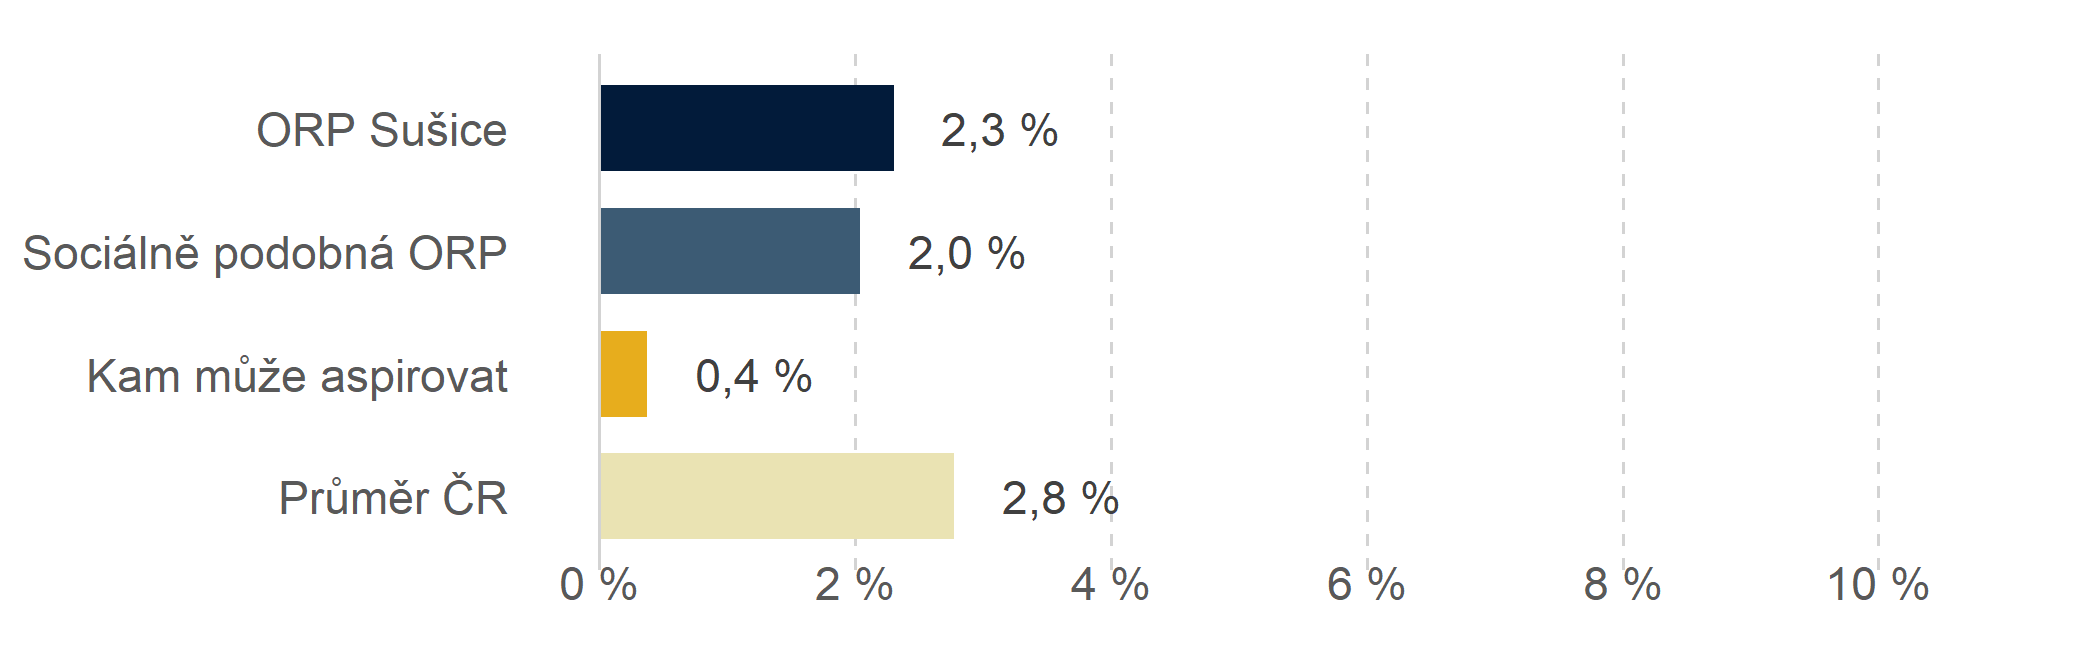 ORP Sušice 2,3 %
Sociálně podobná ORP 2,0 %
Kam může aspirovat 0,4 %
Průměr ČR 2,8 %
0 % 2 % 4 % 6 % 8 % 10 %